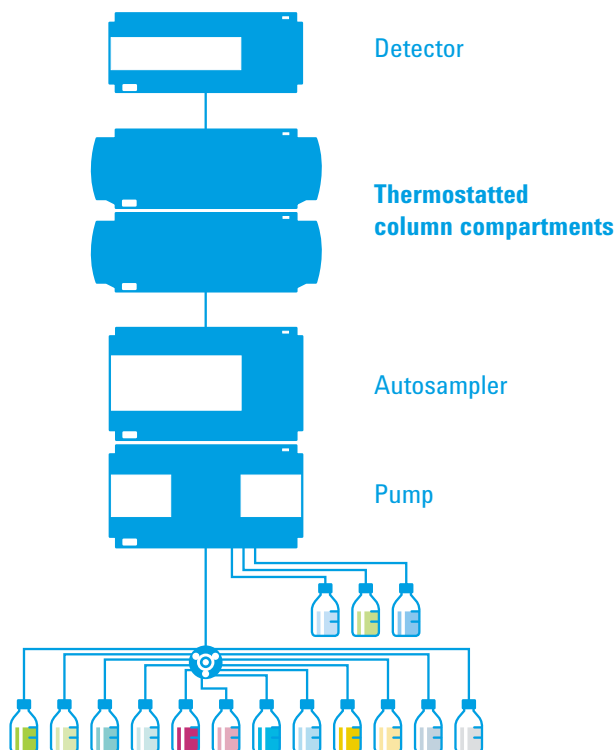 Detector
Thermostatted
column compartments
Autosampler
Pump